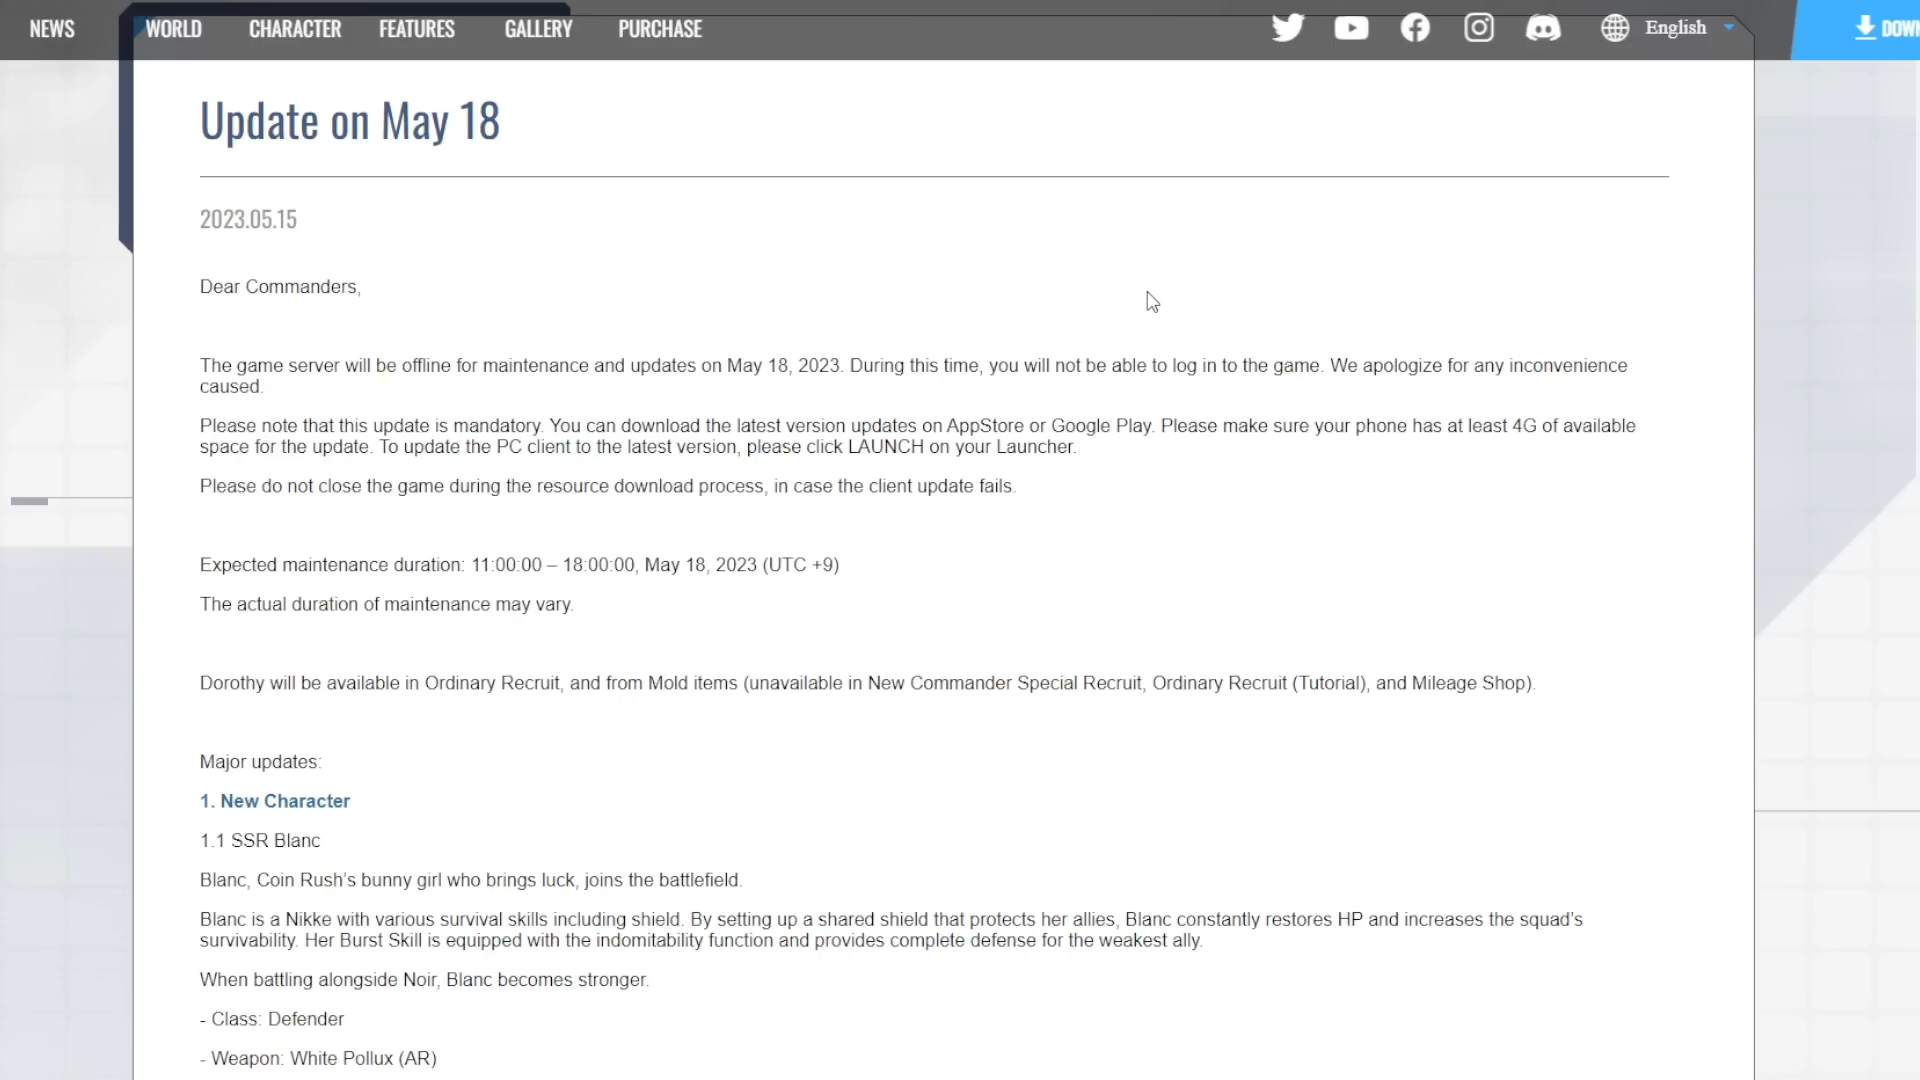 NEWS WORLD CHARACTER FEATURES GALLERY PURCHASE English
Update on May 18
2023.05.15
Dear Commanders,
The game server will be offline for maintenance and updates on May 18, 2023. During this time, you will not be able to log in to the game. We apologize for any inconvenience
caused.
Please note that this update is mandatory. You can download the latest version updates on AppStore or Google Play. Please make sure your phone has at least 4G of available
space for the update. To update the PC client to the latest version, please click LAUNCH on your Launcher.
Please do not close the game during the resource download process, in case the client update fails.
Expected maintenance duration: 11:00:00 – 18:00:00, May 18, 2023 (UTC +9)
The actual duration of maintenance may vary.
Dorothy will be available in Ordinary Recruit, and from Mold items (unavailable in New Commander Special Recruit, Ordinary Recruit (Tutorial), and Mileage Shop).
Major updates:
1. New Character
1.1 SSR Blanc
Blanc, Coin Rush's bunny girl who brings luck, joins the battlefield.
Blanc is a Nikke with various survival skills including shield. By setting up a shared shield that protects her allies, Blanc constantly restores HP and increases the squad's
survivability. Her Burst Skill is equipped with the indomitability function and provides complete defense for the weakest ally.
When battling alongside Noir, Blanc becomes stronger.
- Class: Defender
- Weapon: White Pollux (AR)